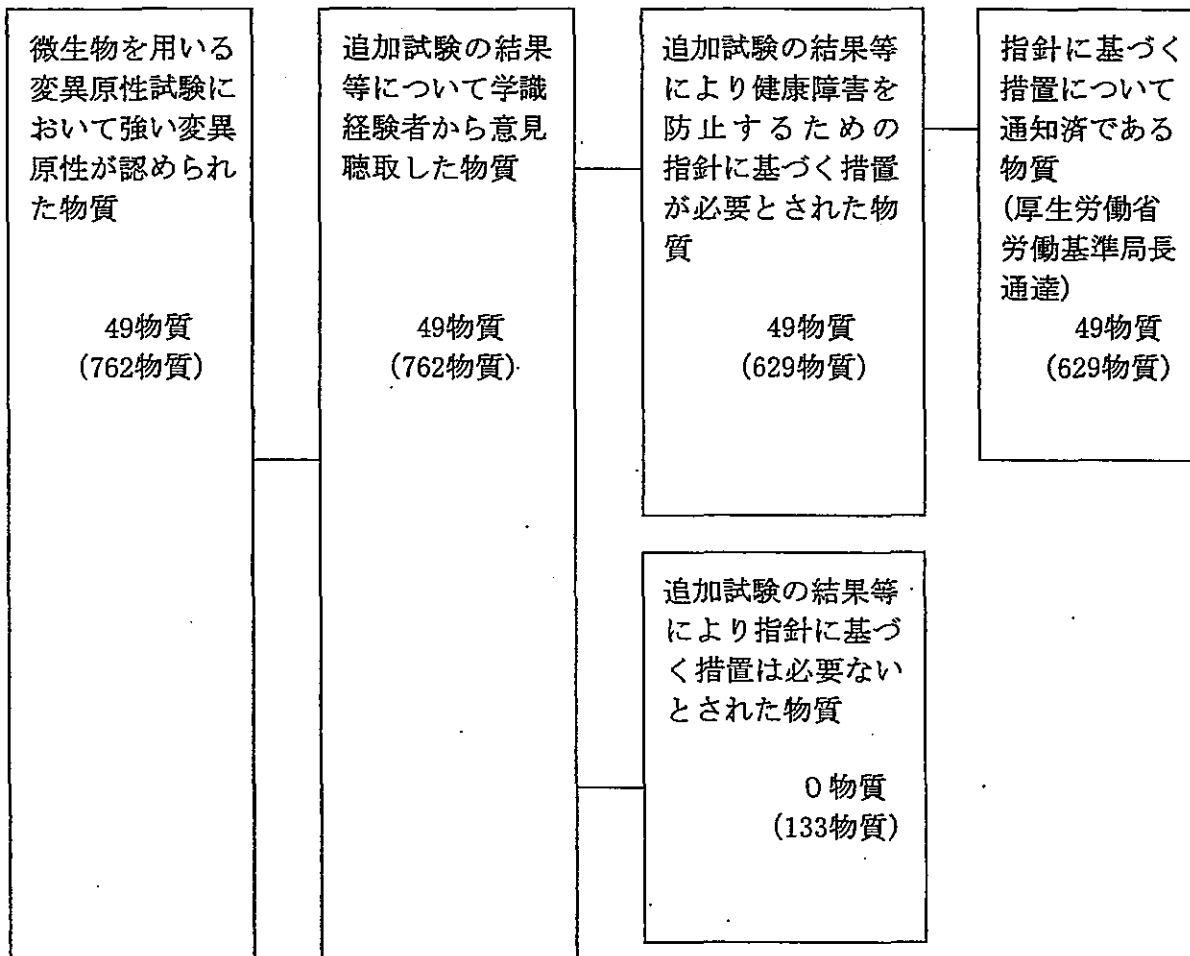 微生物を用いる
変異原性試験に
おいて強い変異
原性が認められ
た物質
49物質
(762物質)
追加試験の結果
等について学識
経験者から意見
聴取した物質
49物質
(762物質)
追加試験の結果等
により健康障害を
防止するための
指針に基づく措置
が必要とされた物
質
49物質
(629物質)
指針に基づく
措置について
通知済である
物質
(厚生労働省
労働基準局長
通達)
49物質
(629物質)
追加試験の結果等
により指針に基づ
く措置は必要ない
とされた物質
0物質
(133物質)